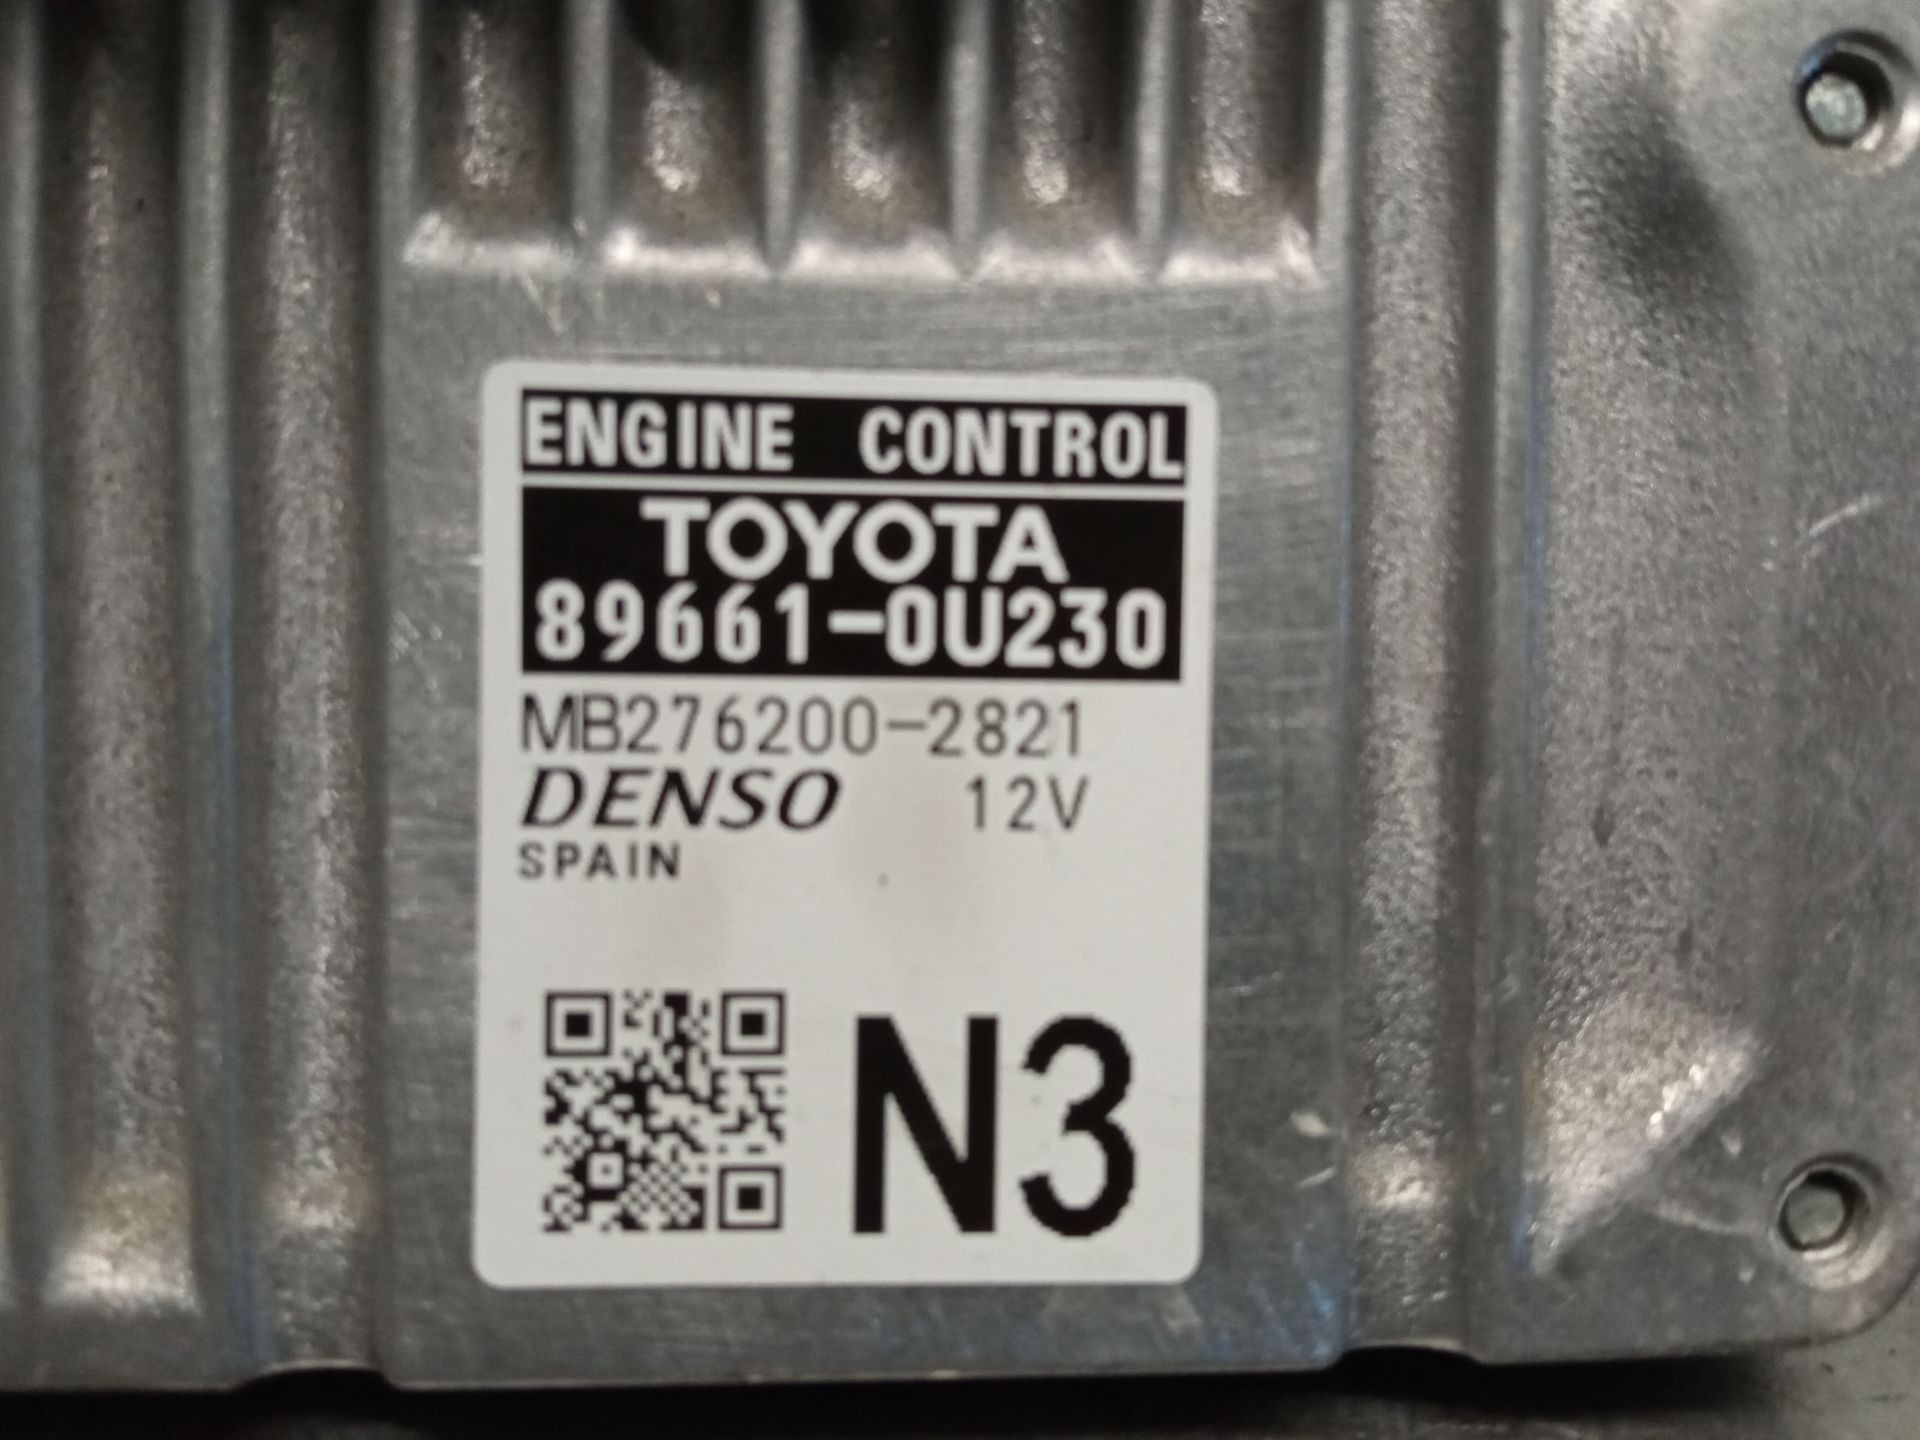 ENGINE CONTROL
TOYOTA
89661-0U230
MB276200-2821
DENSO 12V
SPAIN
N3